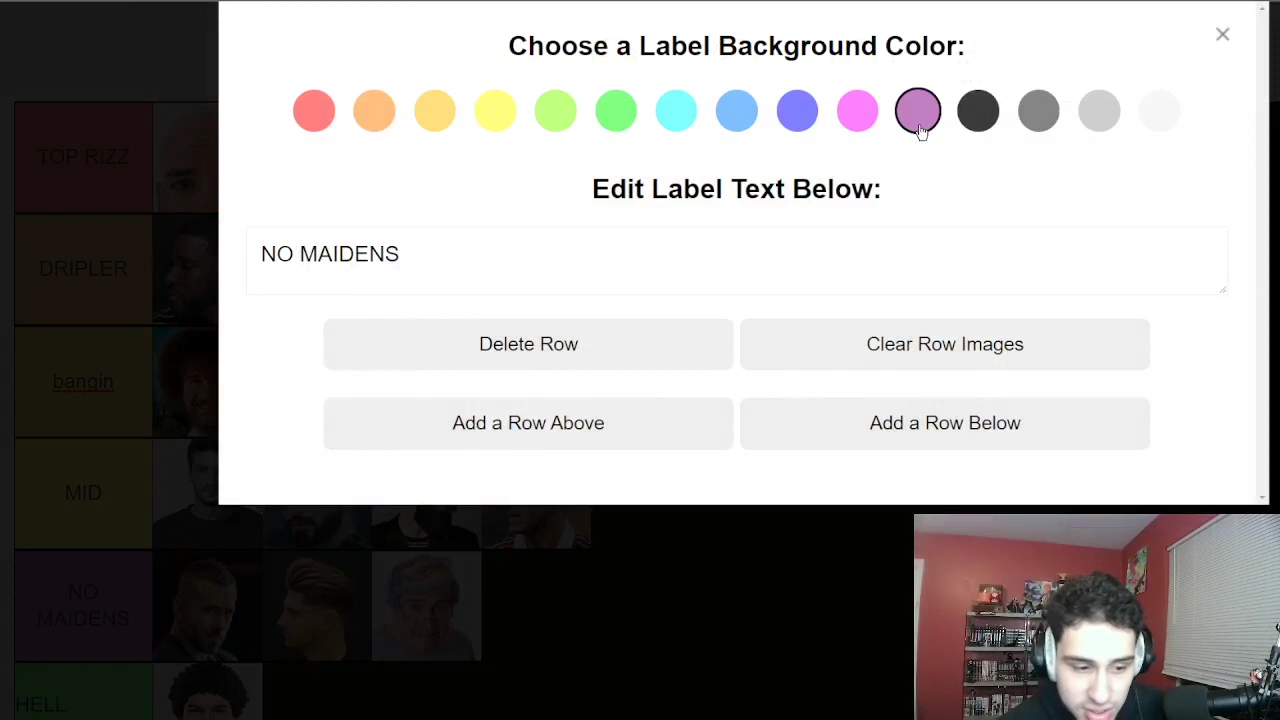 Choose a Label Background Color:
×
Edit Label Text Below:
NO MAIDENS
Delete Row
Clear Row Images
Add a Row Above
Add a Row Below
TOP RIZZ
DRIPLER
bangin
MID
NO
MAIDENS
HELL